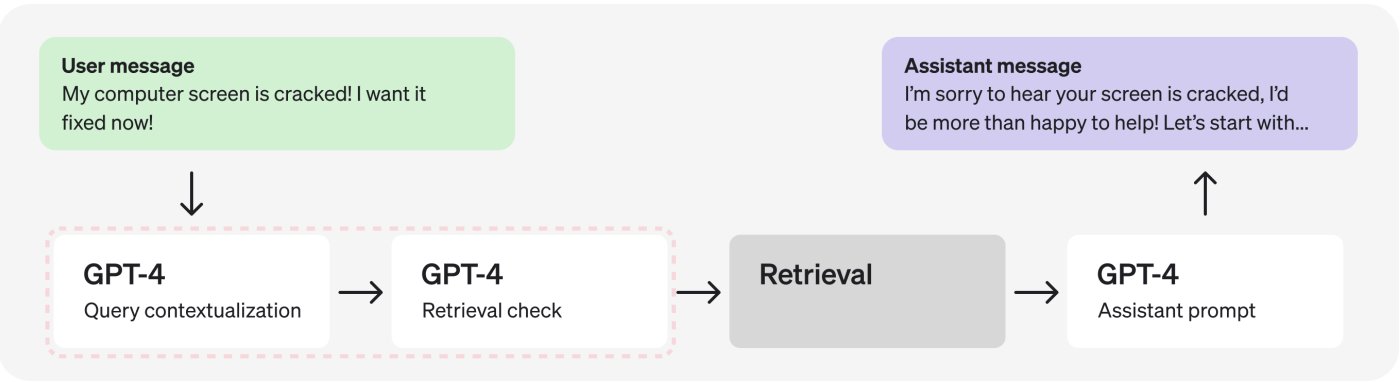 User message
My computer screen is cracked! I want it
fixed now!
Assistant message
I’m sorry to hear your screen is cracked, I’d
be more than happy to help! Let’s start with...
GPT-4
Query contextualization
GPT-4
Retrieval check
Retrieval
GPT-4
Assistant prompt